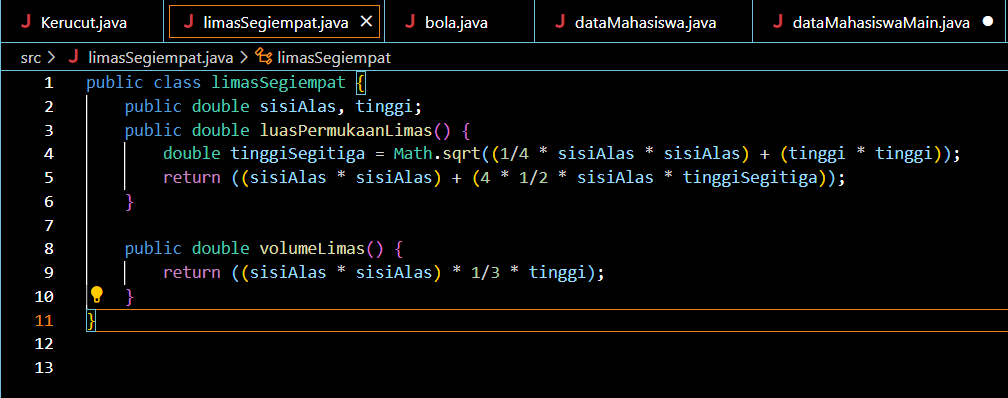 Kerucut.java limasSegiempat.java bola.java dataMahasiswa.java dataMahasiswaMain.java
src > limasSegiempat.java > limasSegiempat
1 public class limasSegiempat {
2     public double sisiAlas, tinggi;
3     public double luasPermukaanLimas() {
4         double tinggiSegitiga = Math.sqrt((1/4 * sisiAlas * sisiAlas) + (tinggi * tinggi));
5         return ((sisiAlas * sisiAlas) + (4 * 1/2 * sisiAlas * tinggiSegitiga));
6     }
7
8     public double volumeLimas() {
9         return ((sisiAlas * sisiAlas) * 1/3 * tinggi);
10     }
11 }
12
13